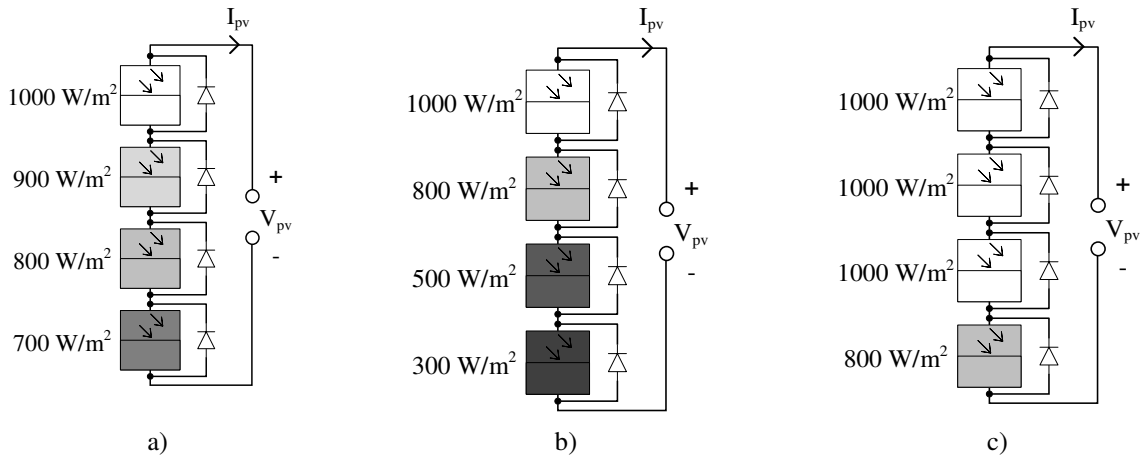 I_pv
1000 W/m²
900 W/m²
800 W/m²
700 W/m²
+
V_pv
-
a)
I_pv
1000 W/m²
800 W/m²
500 W/m²
300 W/m²
+
V_pv
-
b)
I_pv
1000 W/m²
1000 W/m²
1000 W/m²
800 W/m²
+
V_pv
-
c)